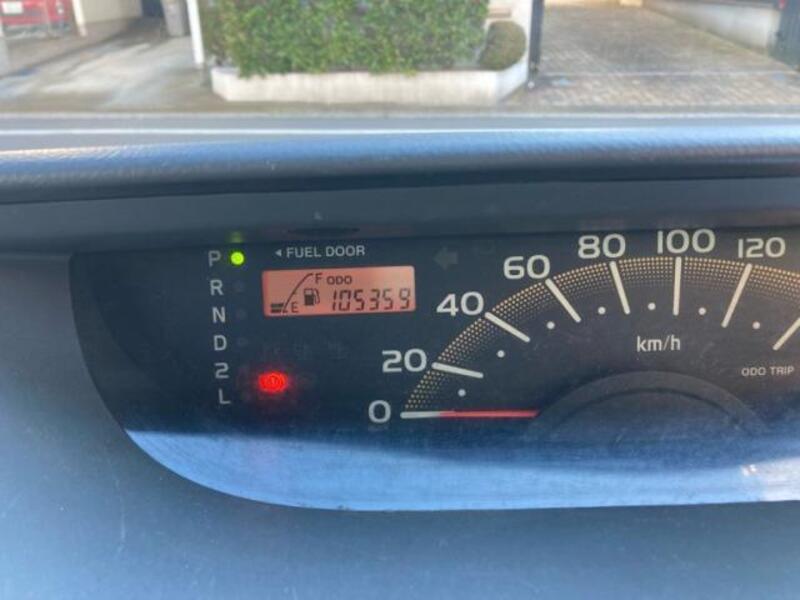 P
R
N
D
2
L
FUEL DOOR
F ODO
E 105359
0
20
40
60
80
100
120
km/h
ODO TRIP